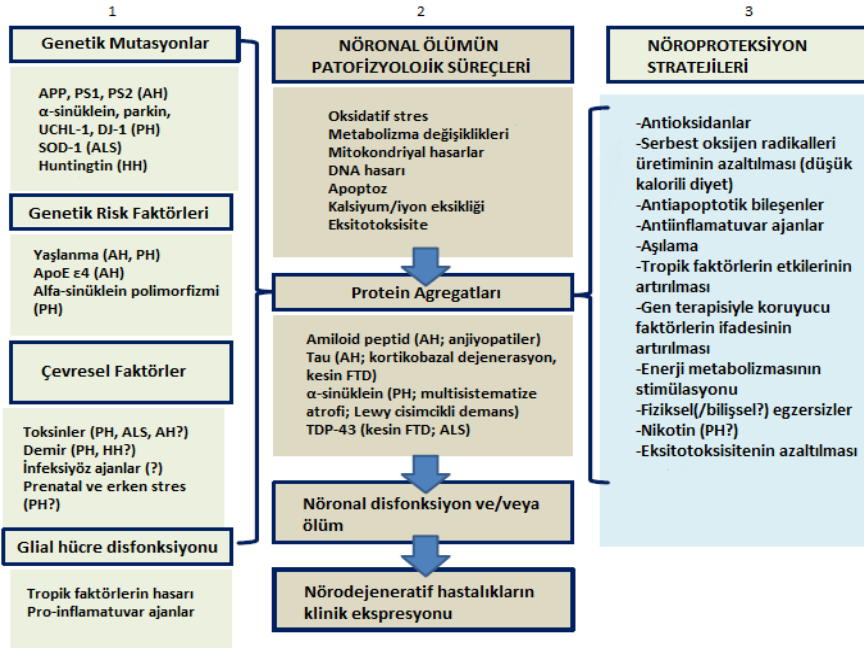 1
Genetik Mutasyonlar
APP, PS1, PS2 (AH)
α-sinüklein, parkin,
UCHL-1, DJ-1 (PH)
SOD-1 (ALS)
Huntingtin (HH)
Genetik Risk Faktörleri
Yaşlanma (AH, PH)
ApoE ε4 (AH)
Alfa-sinüklein polimorfizmi
(PH)
Çevresel Faktörler
Toksinler (PH, ALS, AH?)
Demir (PH, HH?)
İnfeksiyöz ajanlar (?)
Prenatal ve erken stres
(PH?)
Glial hücre disfonksiyonu
Tropik faktörlerin hasarı
Pro-inflamatuvar ajanlar
2
NÖRONAL ÖLÜMÜN
PATOFİZYOLOJİK SÜREÇLERİ
Oksidatif stres
Metabolizma değişiklikleri
Mitokondriyal hasarlar
DNA hasarı
Apoptoz
Kalsiyum/iyon eksikliği
Eksitotoksisite
Protein Agregatları
Amiloid peptid (AH; anjiyopatiler)
Tau (AH; kortikobazal dejenerasyon,
kesin FTD)
α-sinüklein (PH; multisistematize
atrofi; Lewy cisimcikli demans)
TDP-43 (kesin FTD; ALS)
Nöronal disfonksiyon ve/veya
ölüm
Nörodejeneratif hastalıkların
klinik ekspresyonu
3
NÖROPROTEKSİYON
STRATEJİLERİ
-Antioksidanlar
-Serbest oksijen radikalleri
üretiminin azaltılması (düşük
kalorili diyet)
-Antiapoptotik bileşenler
-Antiinflamatuvar ajanlar
-Aşılama
-Tropik faktörlerin etkilerinin
artırılması
-Gen terapisiyle koruyucu
faktörlerin ifadesinin
artırılması
-Enerji metabolizmasının
stimülasyonu
-Fiziksel(/bilişsel?) egzersizler
-Nikotin (PH?)
-Eksitotoksisitenin azaltılması